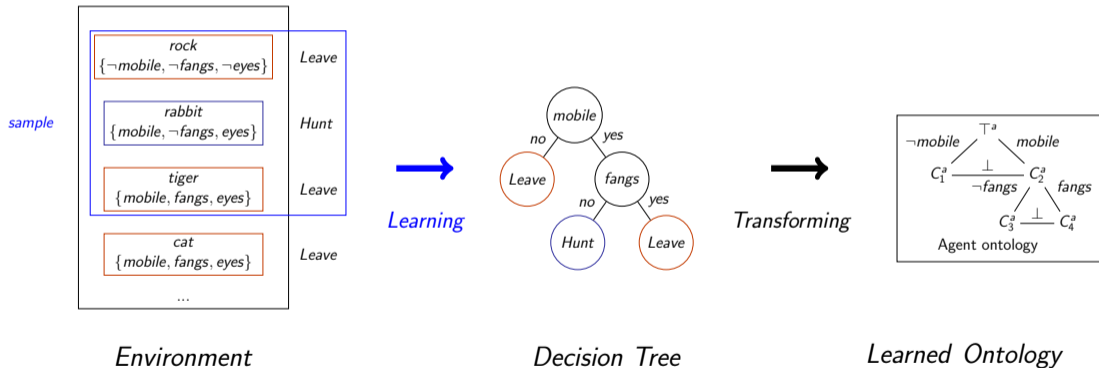 rock
{¬mobile, ¬fangs, ¬eyes}
Leave
sample
rabbit
{mobile, ¬fangs, eyes}
Hunt
tiger
{mobile, fangs, eyes}
Leave
cat
{mobile, fangs, eyes}
Leave
...
Environment
Learning
mobile
no
yes
Leave
fangs
no
yes
Hunt
Leave
Decision Tree
Transforming
⊤ᵃ
¬mobile
mobile
C₁ᵃ
⊥
C₂ᵃ
¬fangs
fangs
C₃ᵃ
⊥
C₄ᵃ
Agent ontology
Learned Ontology